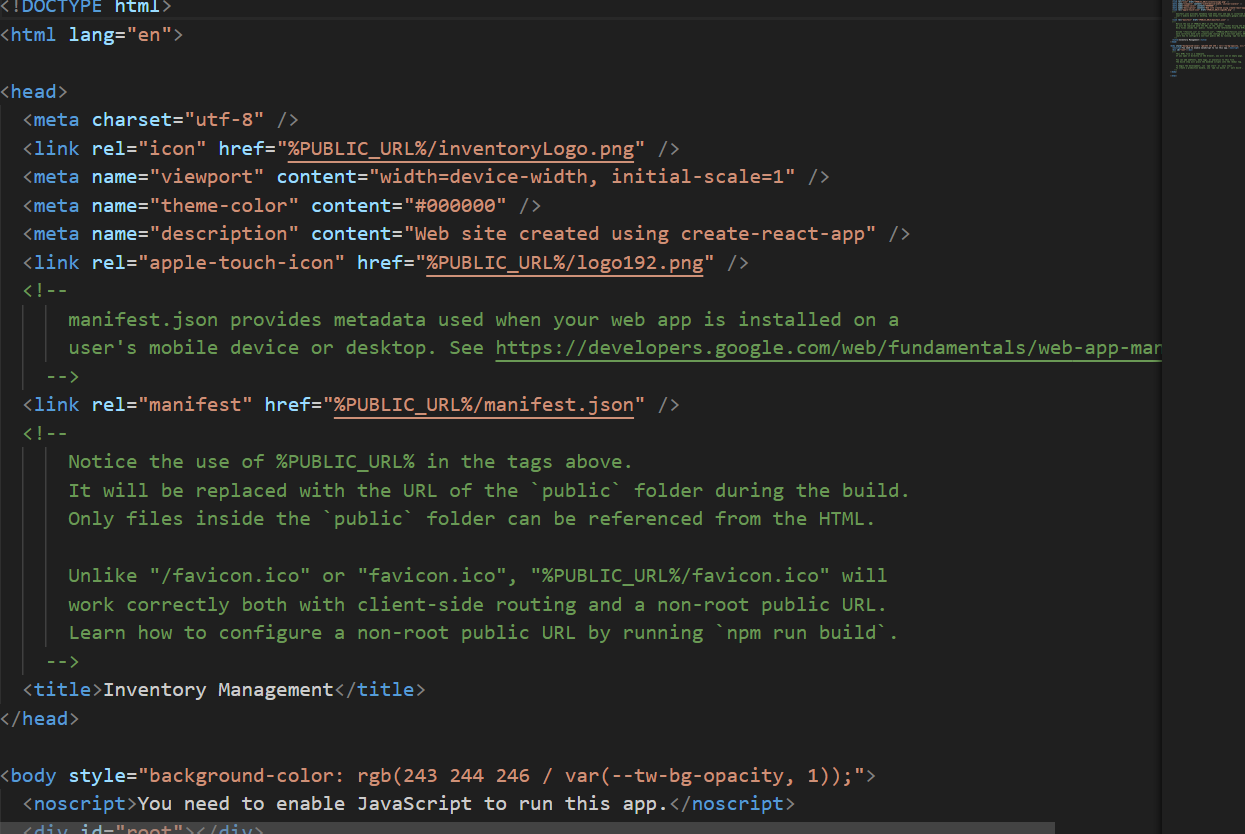 <!DOCTYPE html>
<html lang="en">
<head>
<meta charset="utf-8" />
<link rel="icon" href="%PUBLIC_URL%/inventoryLogo.png" />
<meta name="viewport" content="width=device-width, initial-scale=1" />
<meta name="theme-color" content="#000000" />
<meta name="description" content="Web site created using create-react-app" />
<link rel="apple-touch-icon" href="%PUBLIC_URL%/logo192.png" />
<!--
manifest.json provides metadata used when your web app is installed on a
user's mobile device or desktop. See https://developers.google.com/web/fundamentals/web-app-man
-->
<link rel="manifest" href="%PUBLIC_URL%/manifest.json" />
<!--
Notice the use of %PUBLIC_URL% in the tags above.
It will be replaced with the URL of the `public` folder during the build.
Only files inside the `public` folder can be referenced from the HTML.
Unlike "/favicon.ico" or "favicon.ico", "%PUBLIC_URL%/favicon.ico" will
work correctly both with client-side routing and a non-root public URL.
Learn how to configure a non-root public URL by running `npm run build`.
-->
<title>Inventory Management</title>
</head>
<body style="background-color: rgb(243 244 246 / var(--tw-bg-opacity, 1));">
<noscript>You need to enable JavaScript to run this app.</noscript>
<div id="root"></div>